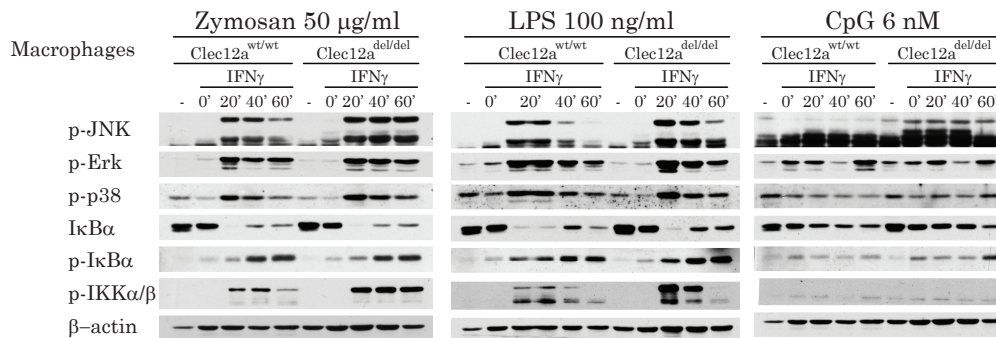 Zymosan 50 μg/ml LPS 100 ng/ml CpG 6 nM
Macrophages Clec12a^wt/wt Clec12a^del/del Clec12a^wt/wt Clec12a^del/del Clec12a^wt/wt Clec12a^del/del
IFNγ IFNγ IFNγ IFNγ IFNγ IFNγ
- 0' 20' 40' 60' - 0' 20' 40' 60' - 0' 20' 40' 60' - 0' 20' 40' 60' - 0' 20' 40' 60' - 0' 20' 40' 60'
p-JNK
p-Erk
p-p38
IκBα
p-IκBα
p-IKKα/β
β–actin